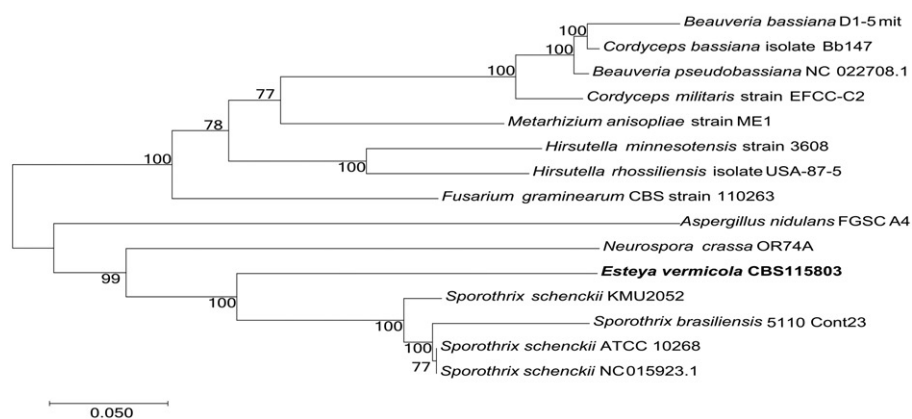 Beauveria bassiana D1-5 mit
100
Cordyceps bassiana isolate Bb147
100
Beauveria pseudobassiana NC 022708.1
100
Cordyceps militaris strain EFCC-C2
77
Metarhizium anisopliae strain ME1
78
Hirsutella minnesotensis strain 3608
100
100
Hirsutella rhossiliensis isolate USA-87-5
Fusarium graminearum CBS strain 110263
Aspergillus nidulans FGSC A4
Neurospora crassa OR74A
99
Esteya vermicola CBS115803
100
Sporothrix schenckii KMU2052
100
Sporothrix brasiliensis 5110 Cont23
100
Sporothrix schenckii ATCC 10268
77
Sporothrix schenckii NC015923.1
0.050